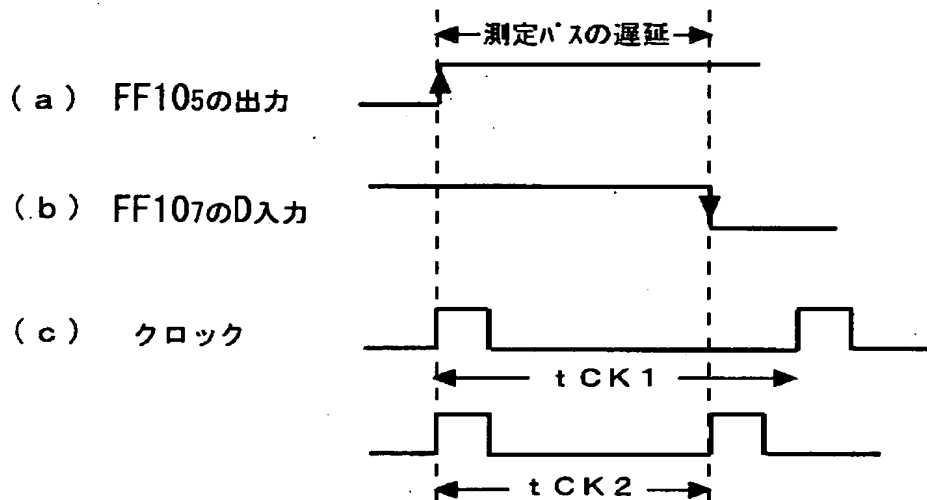 測定パスの遅延
(a) FF105の出力
(b) FF107のD入力
(c) クロック
tCK1
tCK2